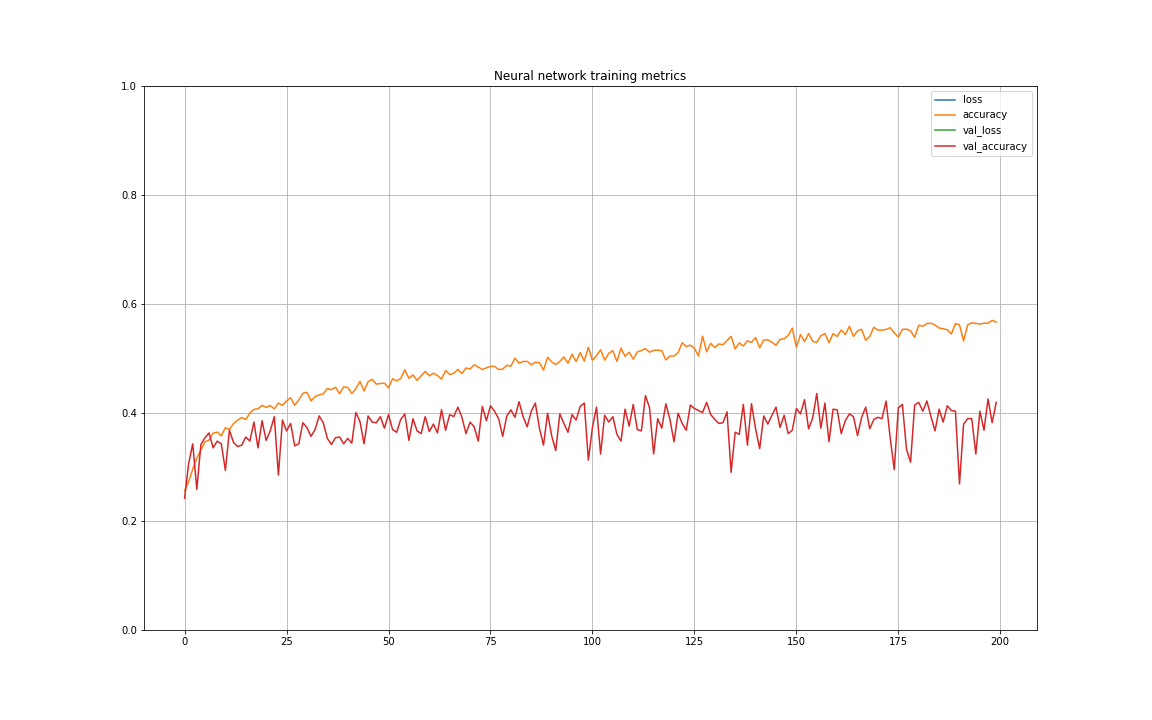 Neural network training metrics
1.0
0.8
0.6
0.4
0.2
0.0
loss
accuracy
val_loss
val_accuracy
0 25 50 75 100 125 150 175 200